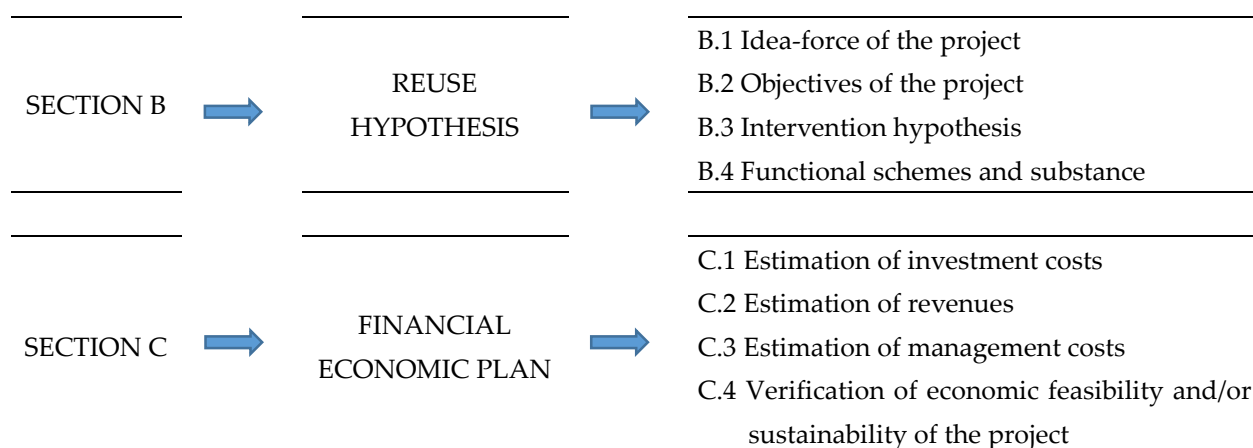 SECTION B
REUSE
HYPOTHESIS
B.1 Idea-force of the project
B.2 Objectives of the project
B.3 Intervention hypothesis
B.4 Functional schemes and substance
SECTION C
FINANCIAL
ECONOMIC PLAN
C.1 Estimation of investment costs
C.2 Estimation of revenues
C.3 Estimation of management costs
C.4 Verification of economic feasibility and/or
sustainability of the project